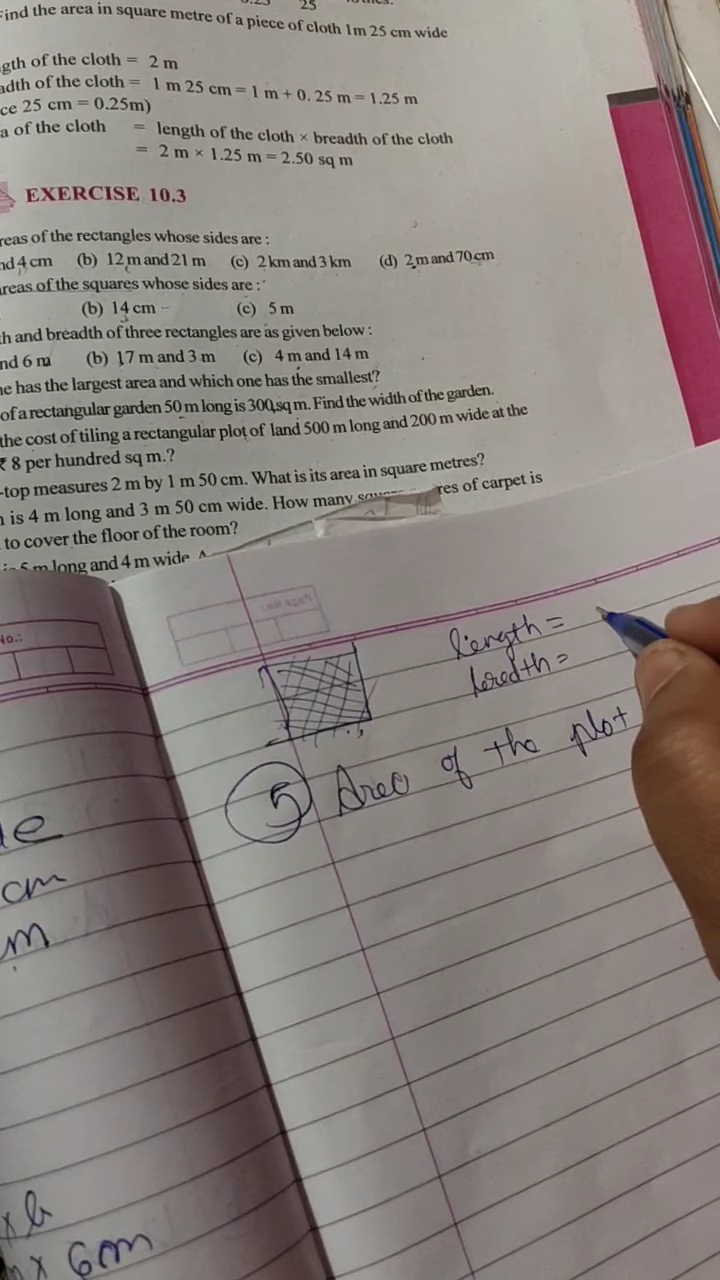 25
Find the area in square metre of a piece of cloth 1m 25 cm wide
gth of the cloth = 2 m
adth of the cloth = 1 m 25 cm = 1 m + 0. 25 m = 1.25 m
ce 25 cm = 0.25m)
a of the cloth = length of the cloth × breadth of the cloth
= 2 m × 1.25 m = 2.50 sq m
EXERCISE 10.3
reas of the rectangles whose sides are :
nd 4 cm (b) 12 m and 21 m (c) 2 km and 3 km (d) 2 m and 70 cm
reas of the squares whose sides are :
(b) 14 cm (c) 5 m
th and breadth of three rectangles are as given below :
nd 6 m (b) 17 m and 3 m (c) 4 m and 14 m
ne has the largest area and which one has the smallest?
of a rectangular garden 50 m long is 300 sq m. Find the width of the garden.
the cost of tiling a rectangular plot of land 500 m long and 200 m wide at the
₹ 8 per hundred sq m.?
-top measures 2 m by 1 m 50 cm. What is its area in square metres?
is 4 m long and 3 m 50 cm wide. How many res of carpet is
to cover the floor of the room?
5 m long and 4 m wide
No.:
length =
bredth =
5 Area of the plot
cm
m
x b
x 6m